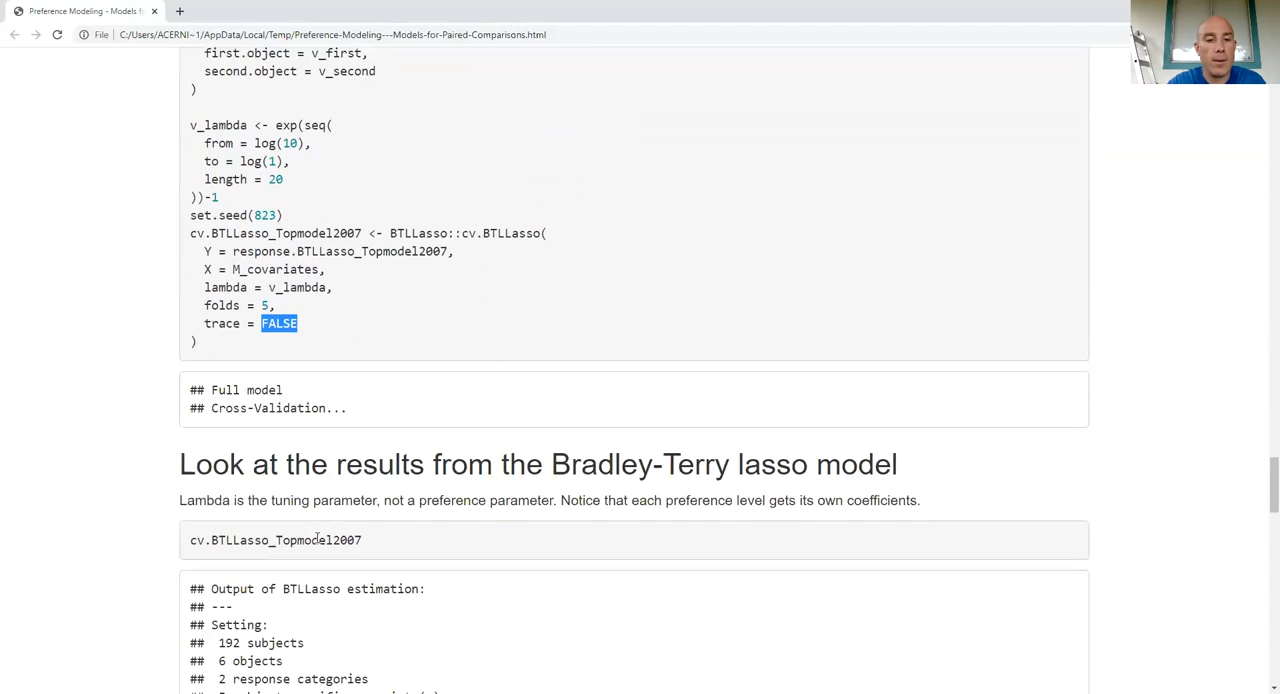 Preference Modeling - Models fo
File
C:/Users/ACERNI~1/AppData/Local/Temp/Preference-Modeling---Models-for-Paired-Comparisons.html
first.object = v_first,
second.object = v_second
)
v_lambda <- exp(seq(
from = log(10),
to = log(1),
length = 20
))-1
set.seed(823)
cv.BTLLasso_Topmodel2007 <- BTLLasso::cv.BTLLasso(
Y = response.BTLLasso_Topmodel2007,
X = M_covariates,
lambda = v_lambda,
folds = 5,
trace = FALSE
)
## Full model
## Cross-Validation...
Look at the results from the Bradley-Terry lasso model
Lambda is the tuning parameter, not a preference parameter. Notice that each preference level gets its own coefficients.
cv.BTLLasso_Topmodel2007
## Output of BTLLasso estimation:
## ---
## Setting:
## 192 subjects
## 6 objects
## 2 response categories